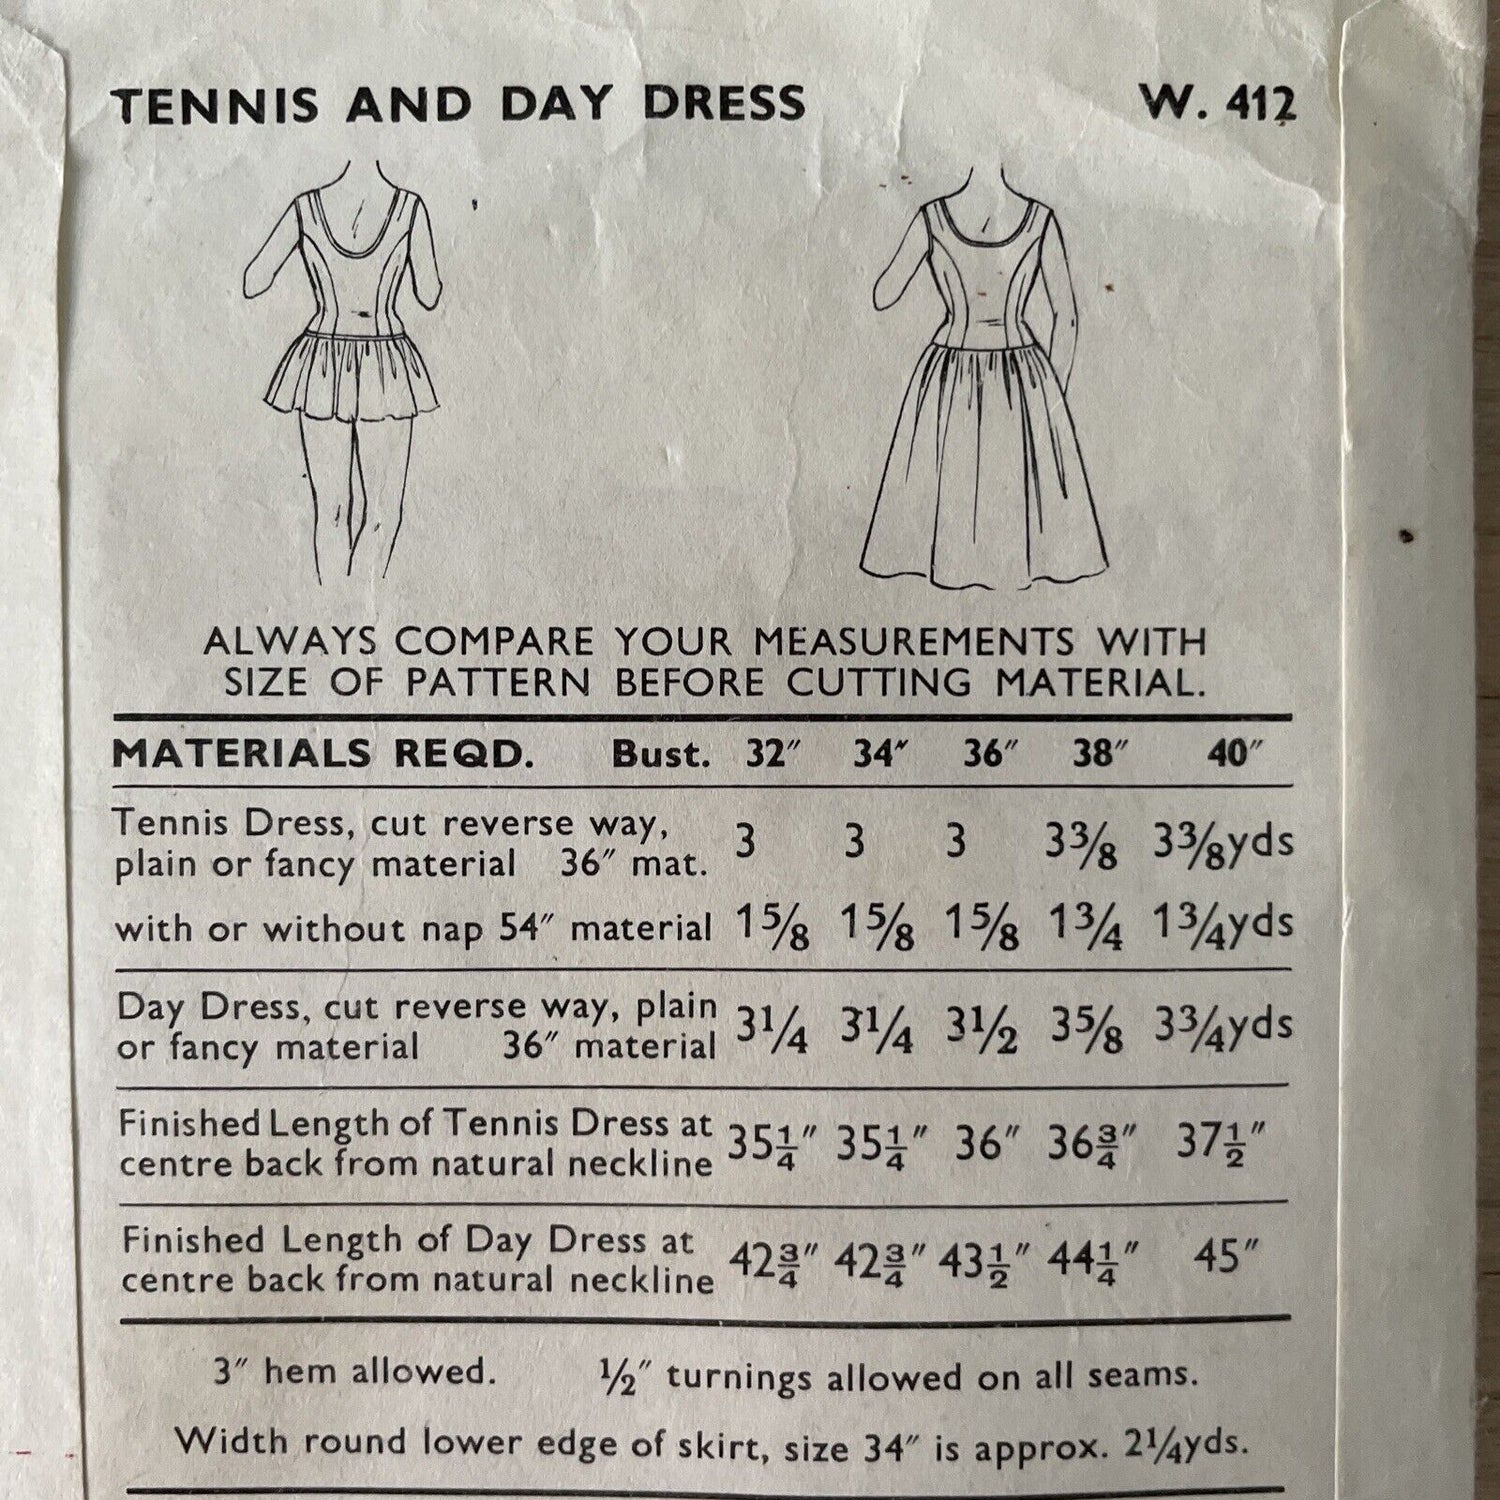 TENNIS AND DAY DRESS W. 412
ALWAYS COMPARE YOUR MEASUREMENTS WITH
SIZE OF PATTERN BEFORE CUTTING MATERIAL.
MATERIALS REQD. Bust. 32″ 34″ 36″ 38″ 40″
Tennis Dress, cut reverse way,
plain or fancy material 36″ mat. 3 3 3 3⅜ 3⅜yds
with or without nap 54″ material 1⅝ 1⅝ 1⅝ 1¾ 1¾yds
Day Dress, cut reverse way, plain
or fancy material 36″ material 3¼ 3¼ 3½ 3⅝ 3¾yds
Finished Length of Tennis Dress at
centre back from natural neckline 35¼″ 35¼″ 36″ 36¾″ 37½″
Finished Length of Day Dress at
centre back from natural neckline 42¾″ 42¾″ 43½″ 44¼″ 45″
3″ hem allowed. ½″ turnings allowed on all seams.
Width round lower edge of skirt, size 34″ is approx. 2¼yds.